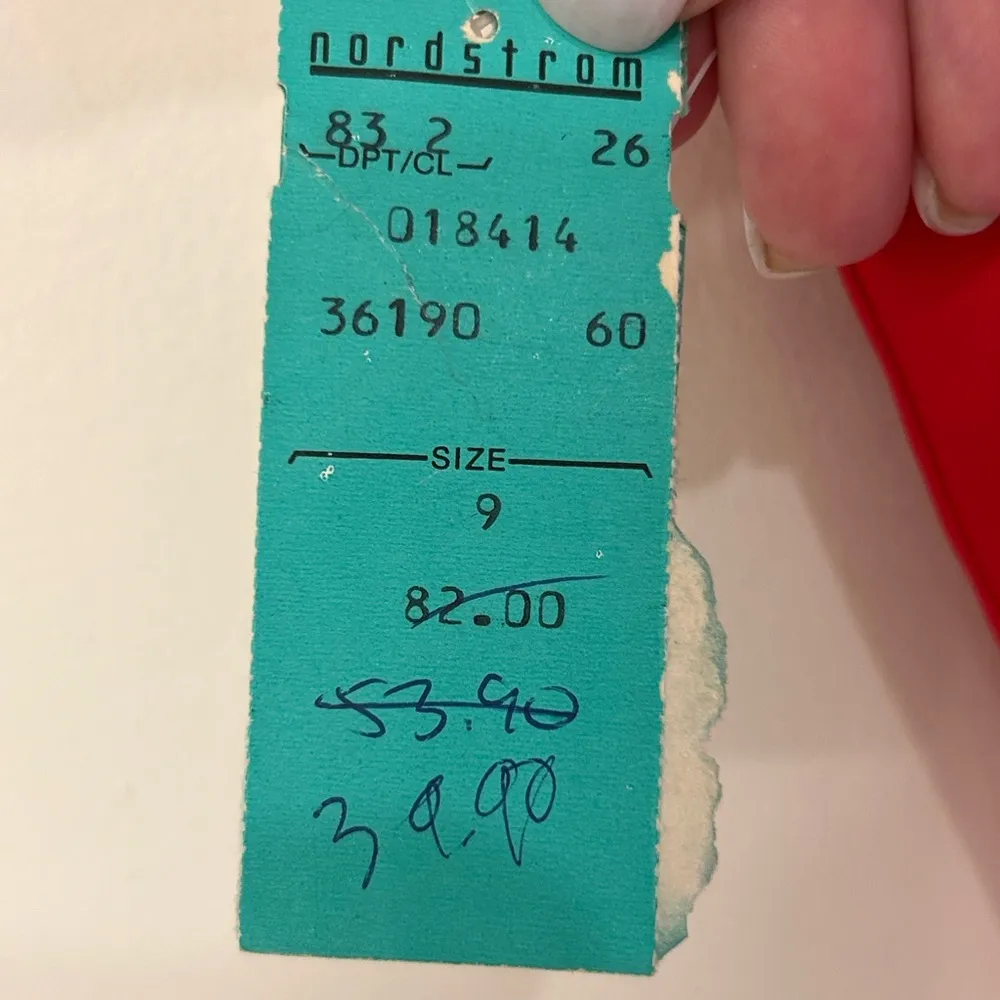 nordstrom
83 2 26
DPT/CL
018414
36190 60
SIZE
9
82.00
53.90
39.90